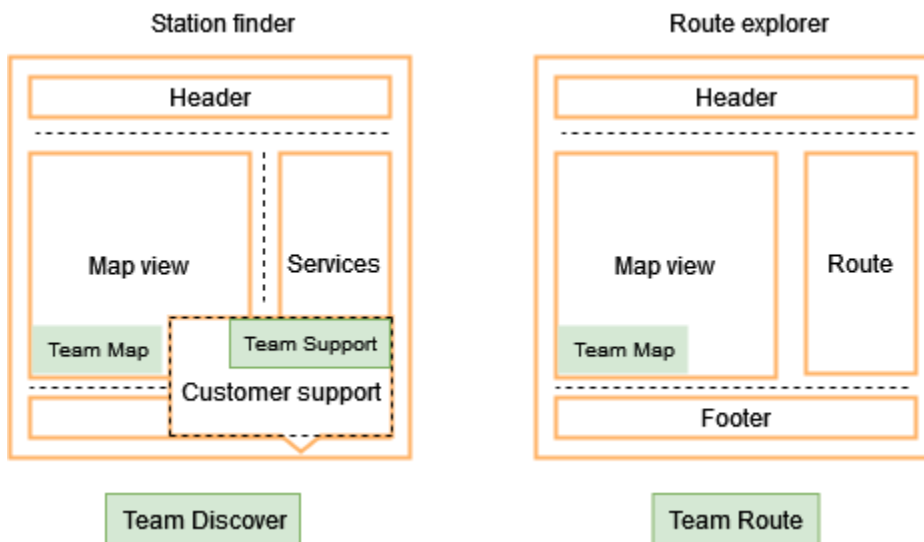 Station finder
Header
Map view
Services
Team Map
Team Support
Customer support
Team Discover
Route explorer
Header
Map view
Route
Team Map
Footer
Team Route